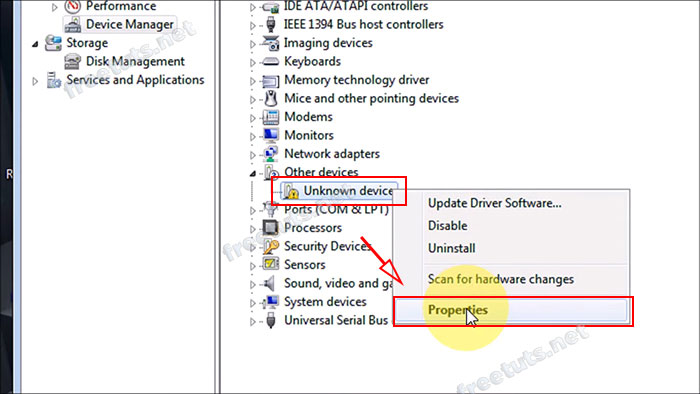 Performance
Device Manager
Storage
Disk Management
Services and Applications
IDE ATA/ATAPI controllers
IEEE 1394 Bus host controllers
Imaging devices
Keyboards
Memory technology driver
Mice and other pointing devices
Modems
Monitors
Network adapters
Other devices
Unknown device
Ports (COM & LPT)
Processors
Security Devices
Sensors
Sound, video and ga
System devices
Universal Serial Bus
Update Driver Software...
Disable
Uninstall
Scan for hardware changes
Properties
R
freetuts.net
freetuts.net
freetuts.net